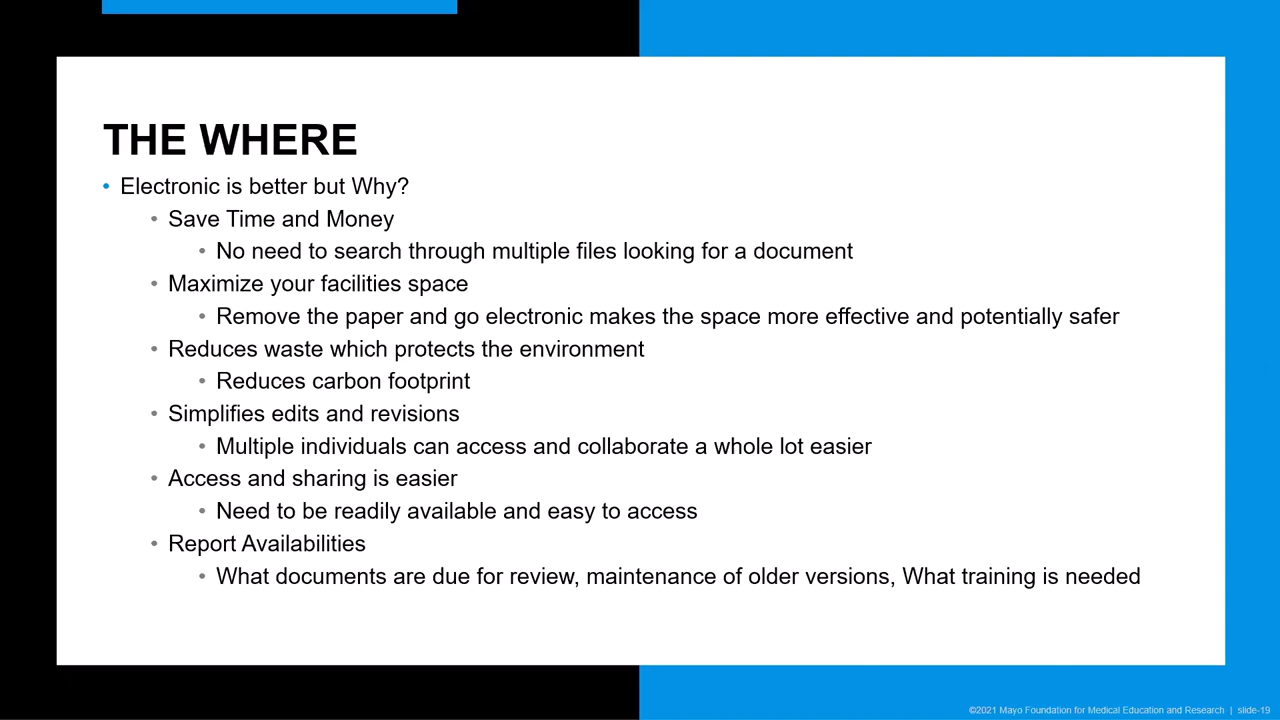 THE WHERE
• Electronic is better but Why?
• Save Time and Money
• No need to search through multiple files looking for a document
• Maximize your facilities space
• Remove the paper and go electronic makes the space more effective and potentially safer
• Reduces waste which protects the environment
• Reduces carbon footprint
• Simplifies edits and revisions
• Multiple individuals can access and collaborate a whole lot easier
• Access and sharing is easier
• Need to be readily available and easy to access
• Report Availabilities
• What documents are due for review, maintenance of older versions, What training is needed
©2021 Mayo Foundation for Medical Education and Research | slide-19